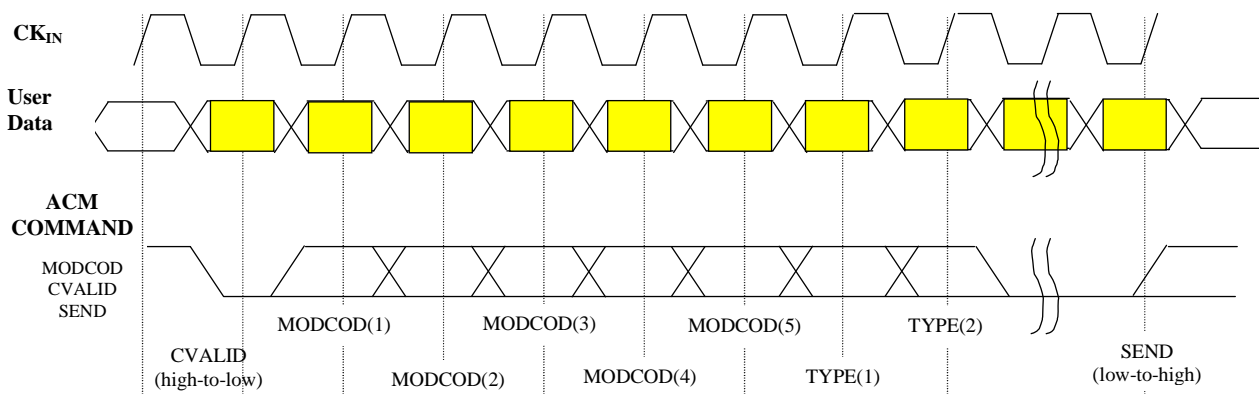 CKIN
User
Data
ACM
COMMAND
MODCOD
CVALID
SEND
MODCOD(1)
MODCOD(3)
MODCOD(5)
TYPE(2)
CVALID
(high-to-low)
MODCOD(2)
MODCOD(4)
TYPE(1)
SEND
(low-to-high)